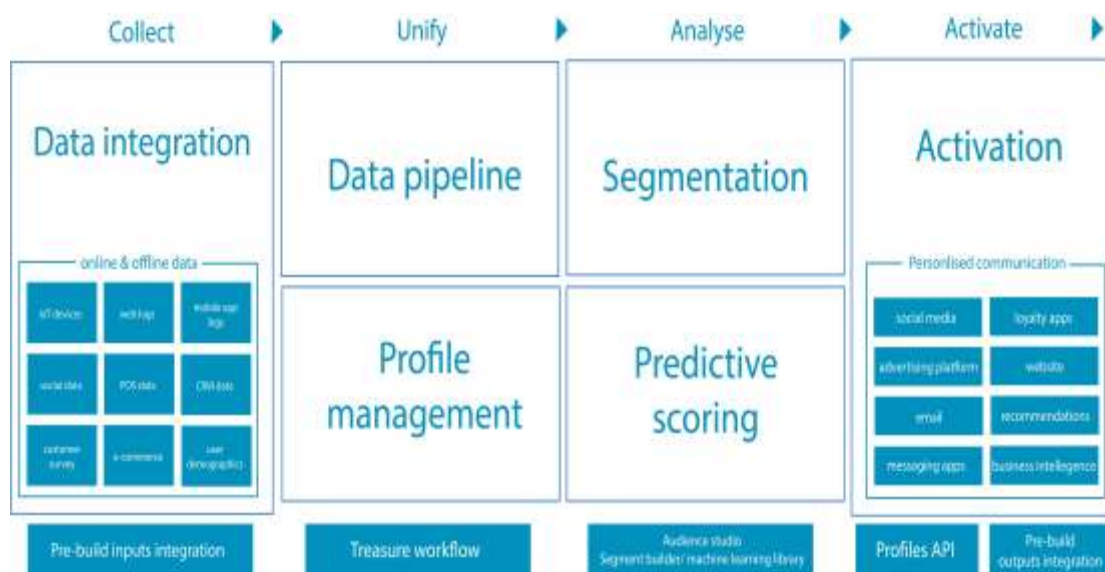 Collect
Unify
Analyse
Activate
Data integration
online & offline data
IoT devices
web logs
mobile app
logs
social data
POS data
CRM data
customer
survey
e-commerce
user
demographics
Pre-build inputs integration
Data pipeline
Profile
management
Treasure workflow
Segmentation
Predictive
scoring
Audience studio
Segment builder/ machine learning library
Activation
Personlised communication
social media
loyalty apps
advertising platform
website
email
recommendations
messaging apps
business intellegence
Profiles API
Pre-build
outputs integration